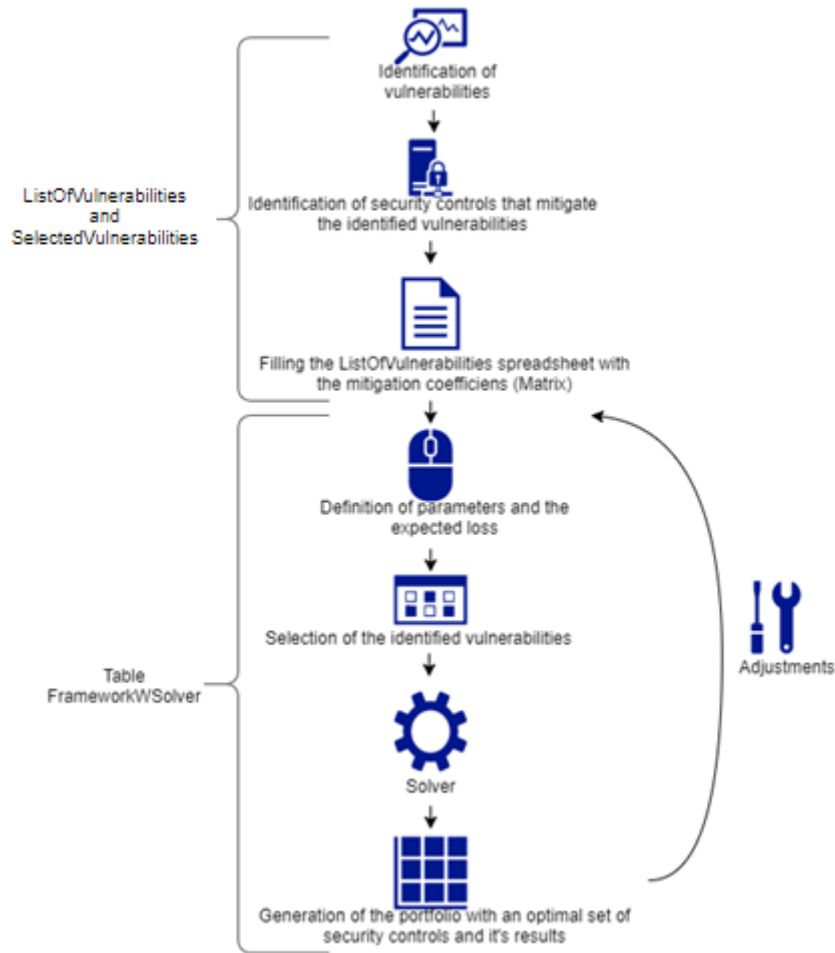 Identification of
vulnerabilities
ListOfVulnerabilities
and
SelectedVulnerabilities
Identification of security controls that mitigate
the identified vulnerabilities
Filling the ListOfVulnerabilities spreadsheet with
the mitigation coefficiens (Matrix)
Definition of parameters and the
expected loss
Selection of the identified vulnerabilities
Table
FrameworkWSolver
Adjustments
Solver
Generation of the portfolio with an optimal set of
security controls and it's results